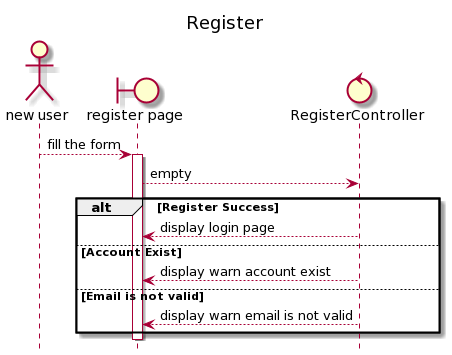 Register
new user
register page
RegisterController
fill the form
empty
alt [Register Success]
display login page
[Account Exist]
display warn account exist
[Email is not valid]
display warn email is not valid